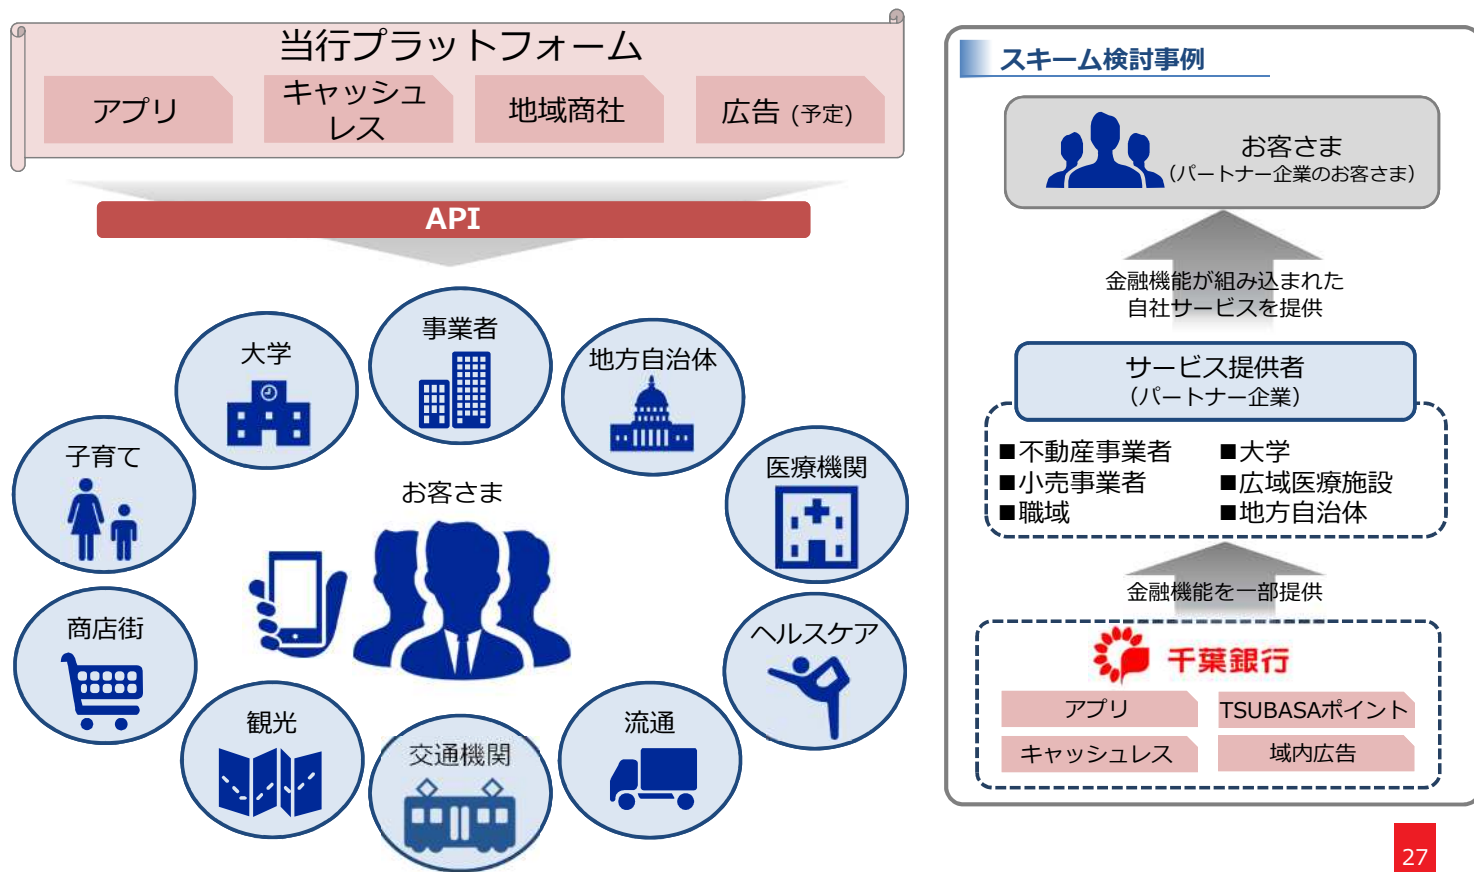 当行プラットフォーム
アプリ
キャッシュ
レス
地域商社
広告 (予定)
API
事業者
大学
地方自治体
子育て
医療機関
お客さま
商店街
ヘルスケア
観光
流通
交通機関
スキーム検討事例
お客さま
（パートナー企業のお客さま）
金融機能が組み込まれた
自社サービスを提供
サービス提供者
（パートナー企業）
■不動産事業者
■大学
■小売事業者
■広域医療施設
■職域
■地方自治体
金融機能を一部提供
千葉銀行
アプリ
TSUBASAポイント
キャッシュレス
域内広告
27